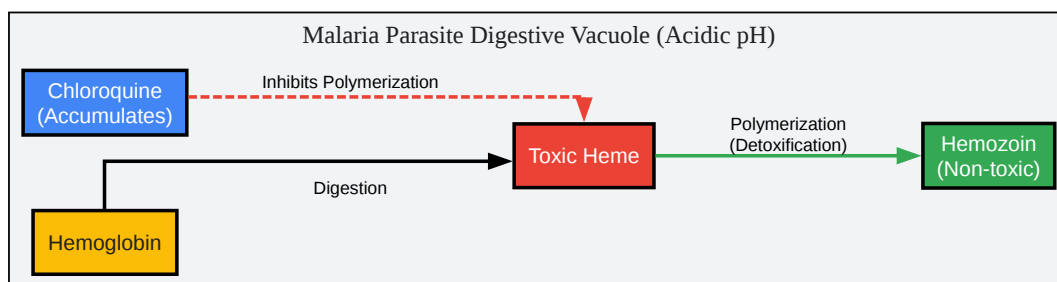 Malaria Parasite Digestive Vacuole (Acidic pH)
Chloroquine
(Accumulates)
Inhibits Polymerization
Toxic Heme
Polymerization
(Detoxification)
Hemozoin
(Non-toxic)
Digestion
Hemoglobin